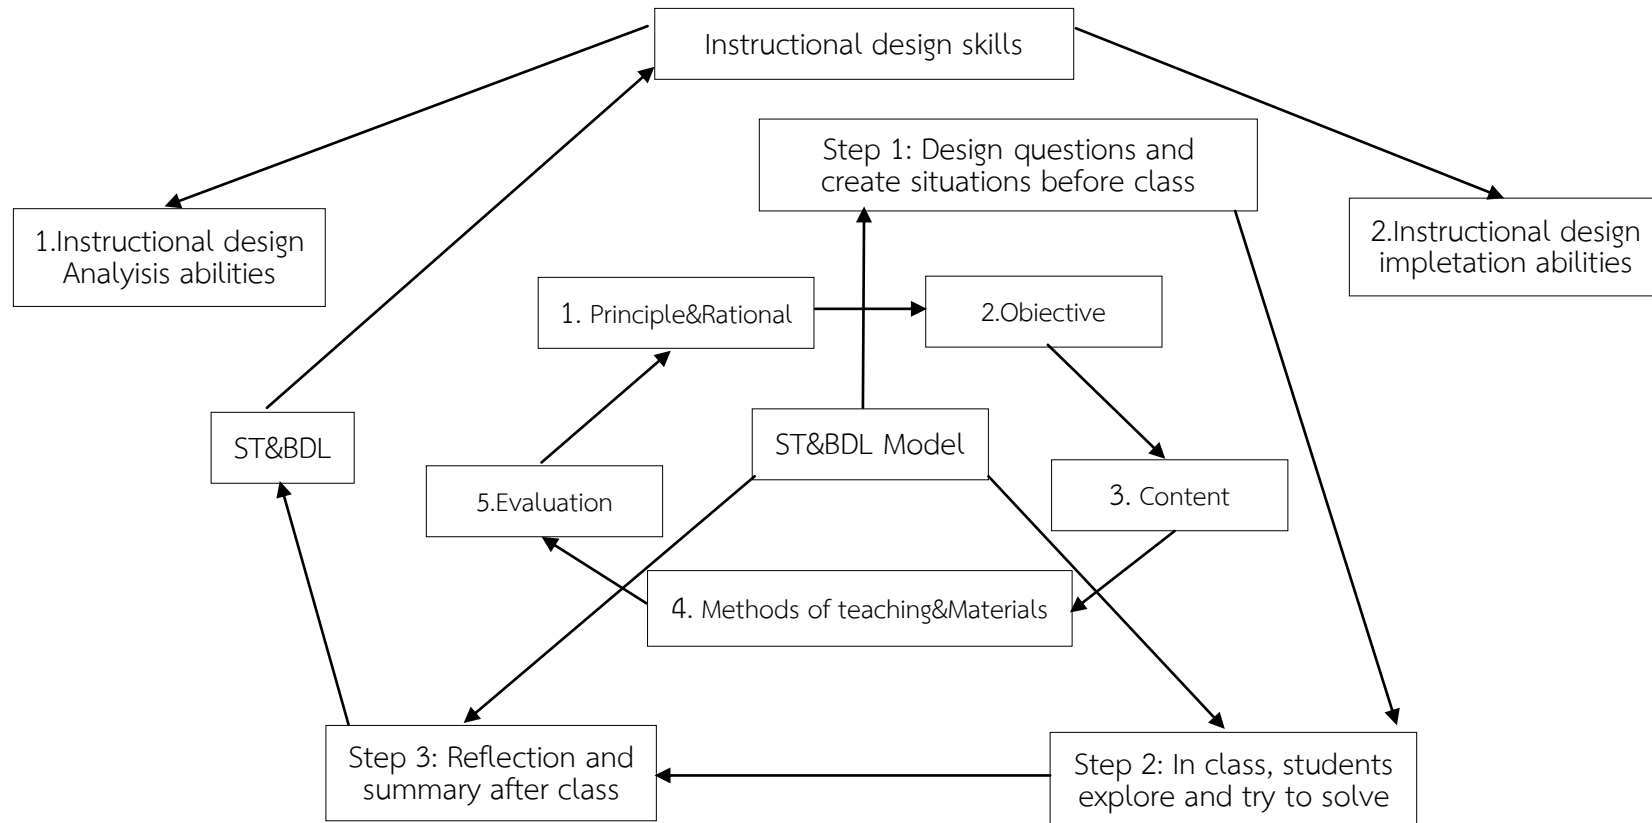 Instructional design skills
Step 1: Design questions and
create situations before class
1.Instructional design
Analyisis abilities
2.Instructional design
impletation abilities
1. Principle&Rational
2.Obiective
ST&BDL
ST&BDL Model
5.Evaluation
3. Content
4. Methods of teaching&Materials
Step 3: Reflection and
summary after class
Step 2: In class, students
explore and try to solve